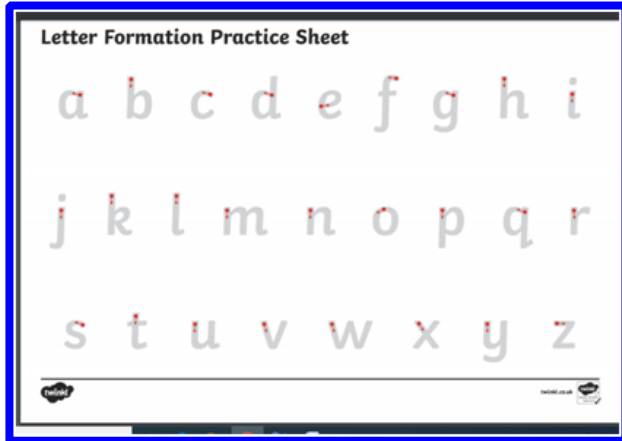 Letter Formation Practice Sheet
a b c d e f g h i
j k l m n o p q r
s t u v w x y z
twinkl twinkl.co.uk